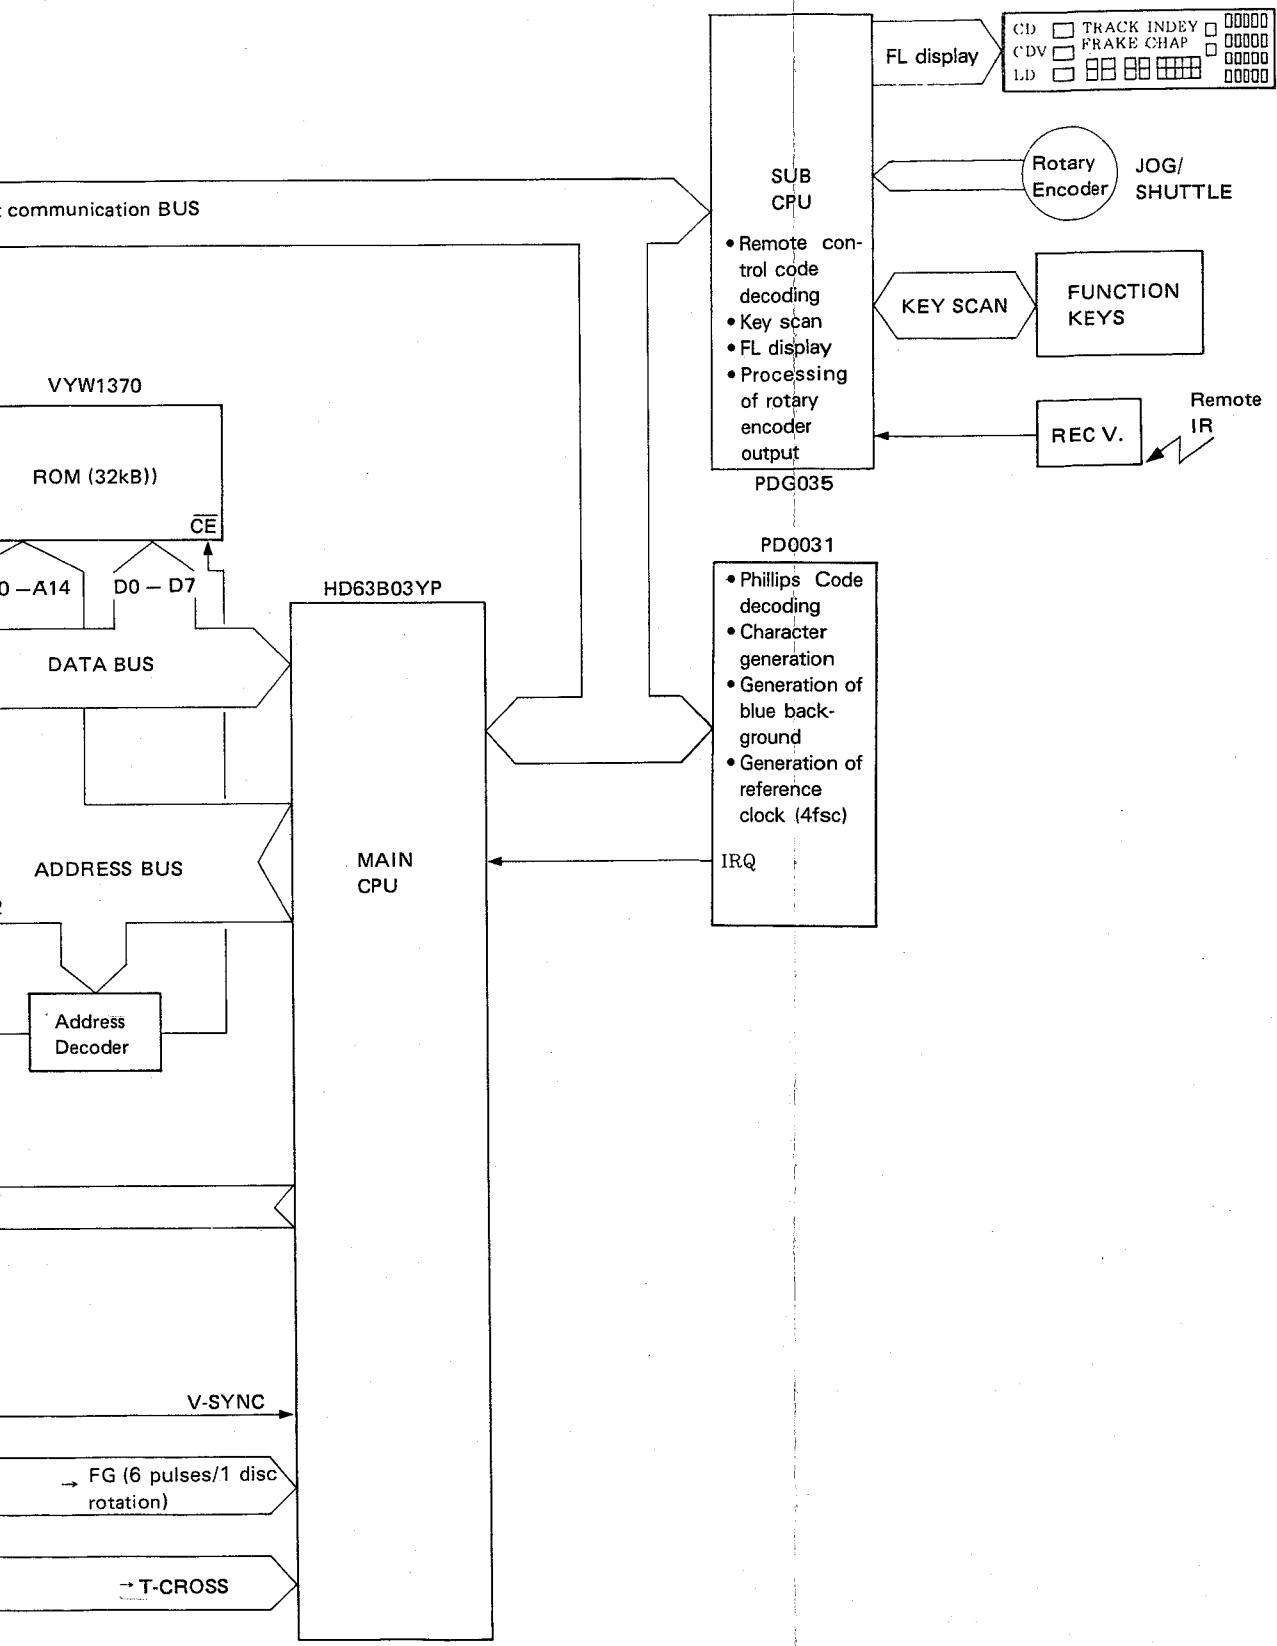 CD TRACK INDEY
CDV FRAKE CHAP
LD
FL display
SUB
CPU
• Remote con-
trol code
decoding
• Key scan
• FL display
• Processing
of rotary
encoder
output
PDG035
Rotary
Encoder
JOG/
SHUTTLE
KEY SCAN
FUNCTION
KEYS
REC V.
Remote
IR
communication BUS
VYW1370
ROM (32kB))
CE
0 – A14
D0 – D7
DATA BUS
ADDRESS BUS
Address
Decoder
HD63B03YP
MAIN
CPU
PD0031
• Phillips Code
decoding
• Character
generation
• Generation of
blue back-
ground
• Generation of
reference
clock (4fsc)
IRQ
V-SYNC
→ FG (6 pulses/1 disc
rotation)
→ T-CROSS